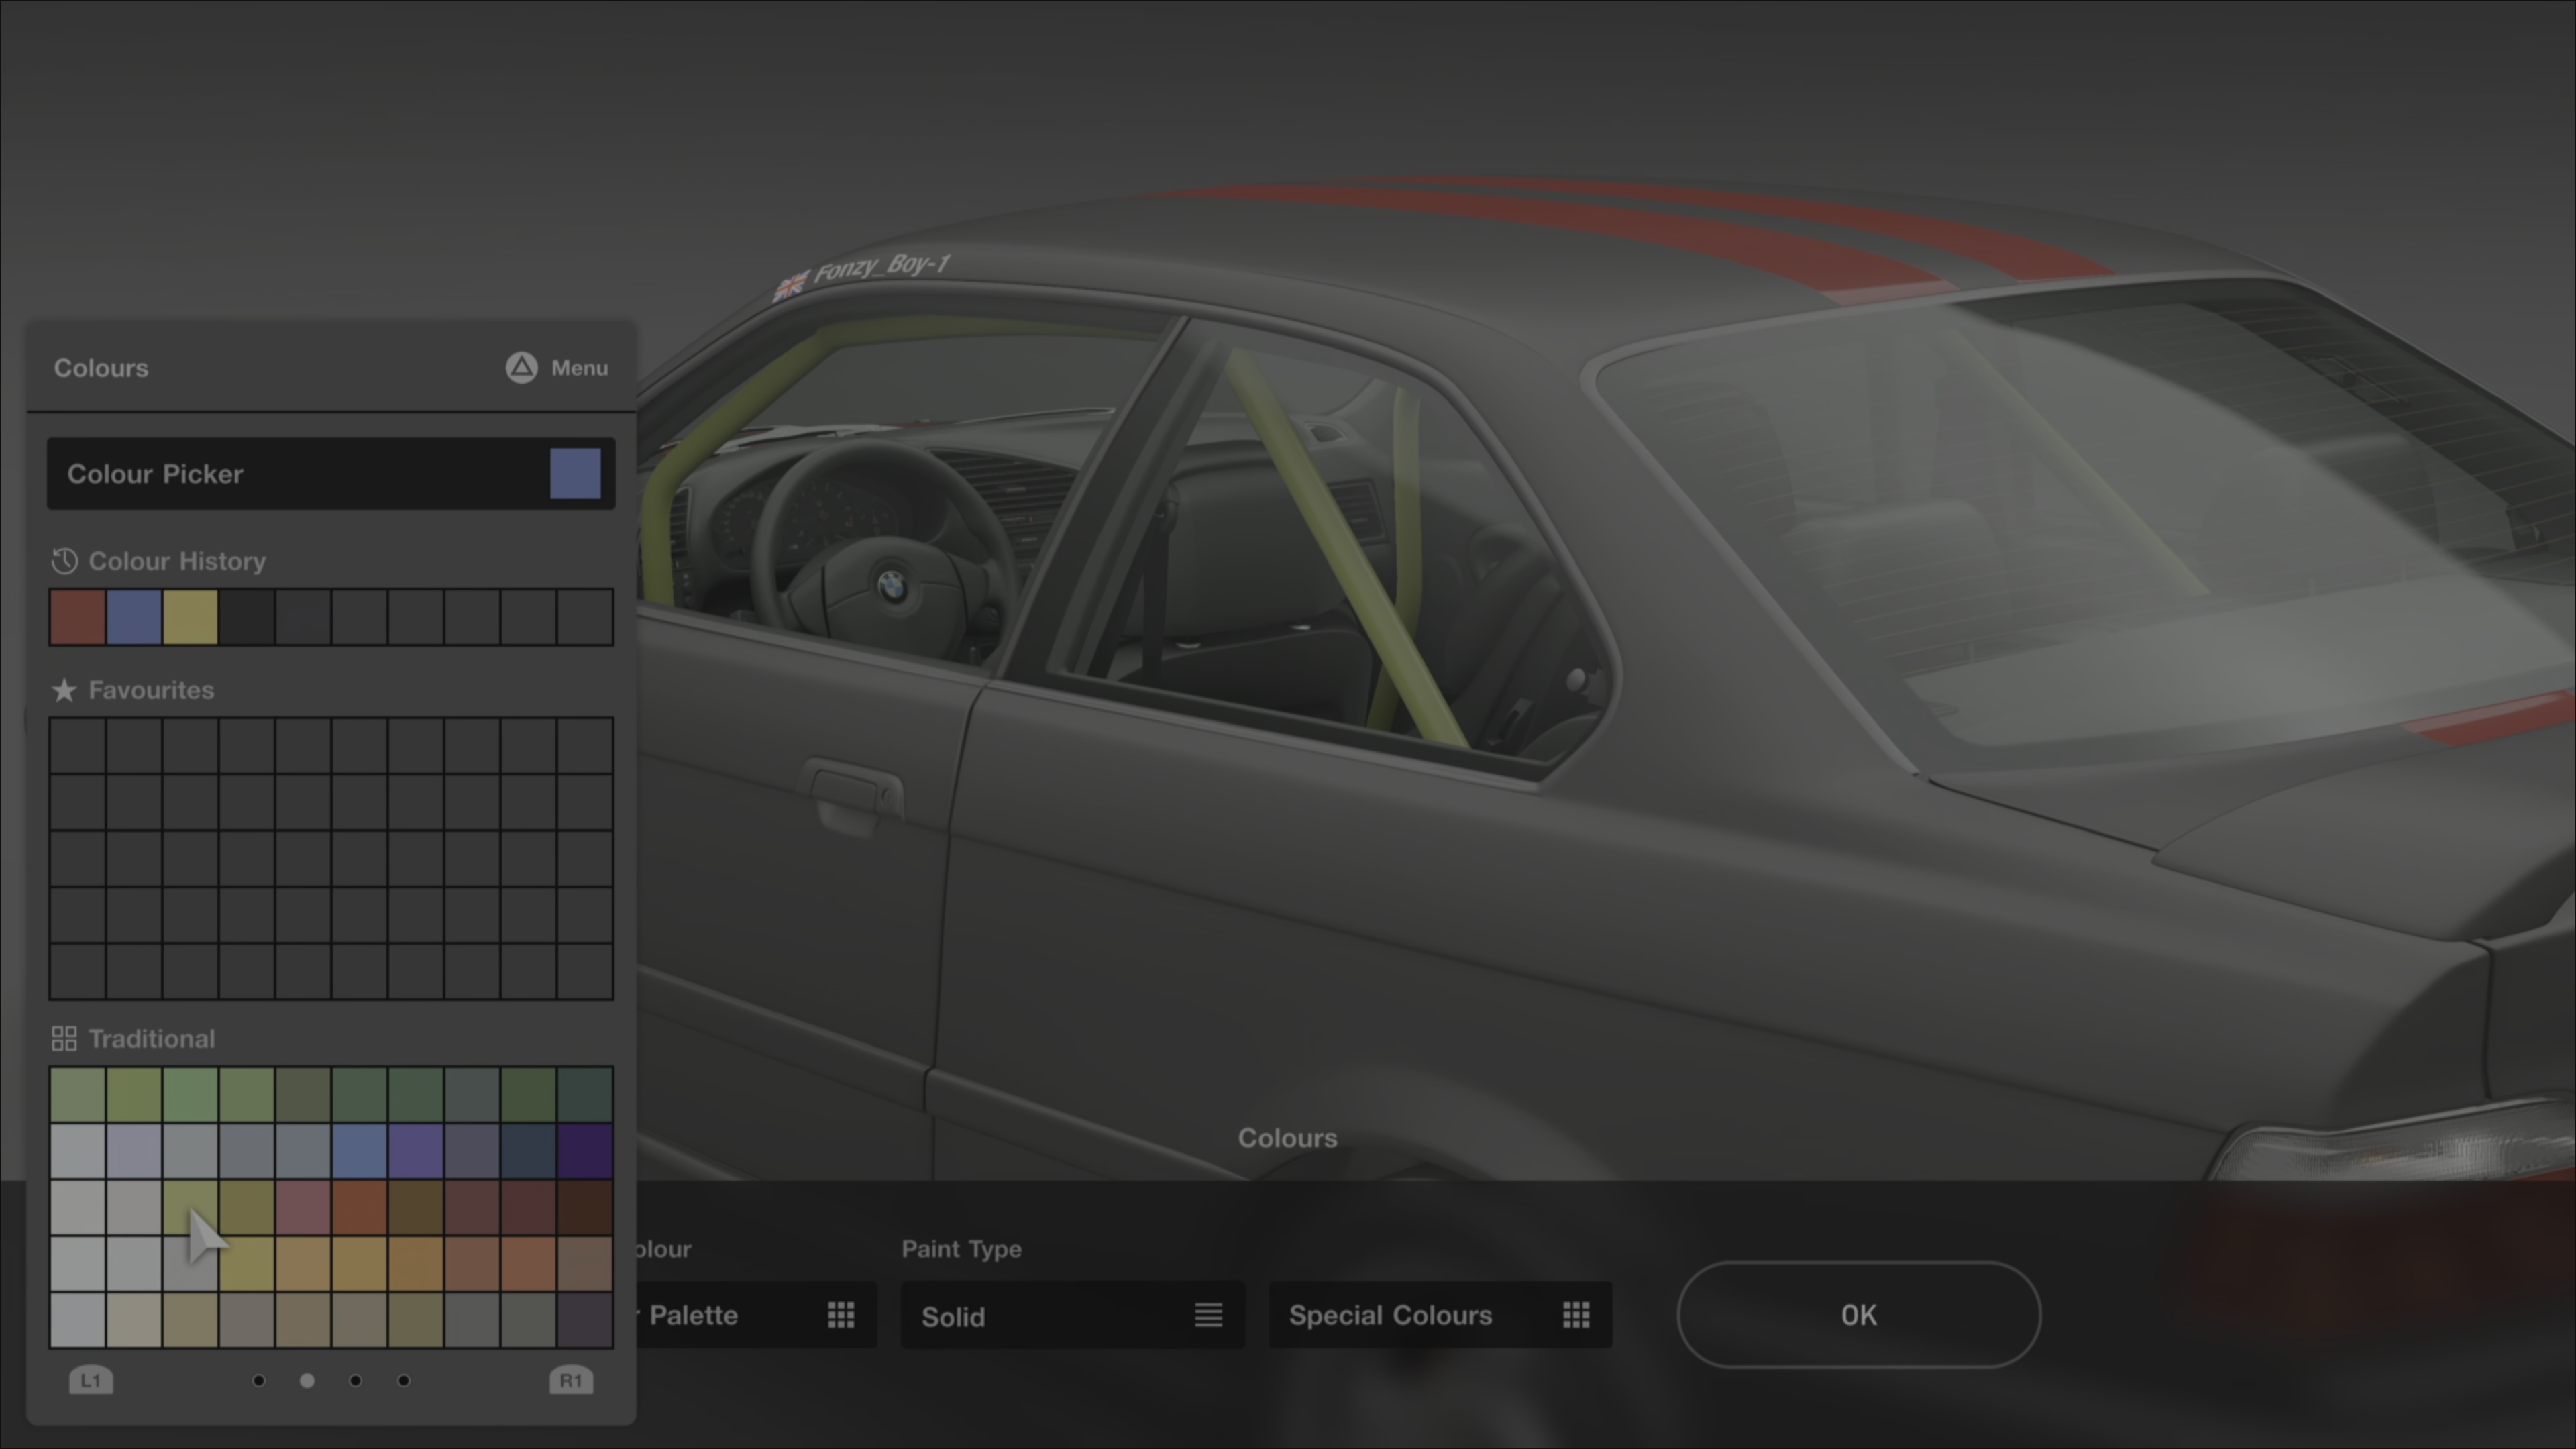 Fonzy_Boy-1
Colours
Menu
Colour Picker
Colour History
Favourites
Traditional
L1
R1
Colours
olour
Paint Type
Palette
Solid
Special Colours
OK